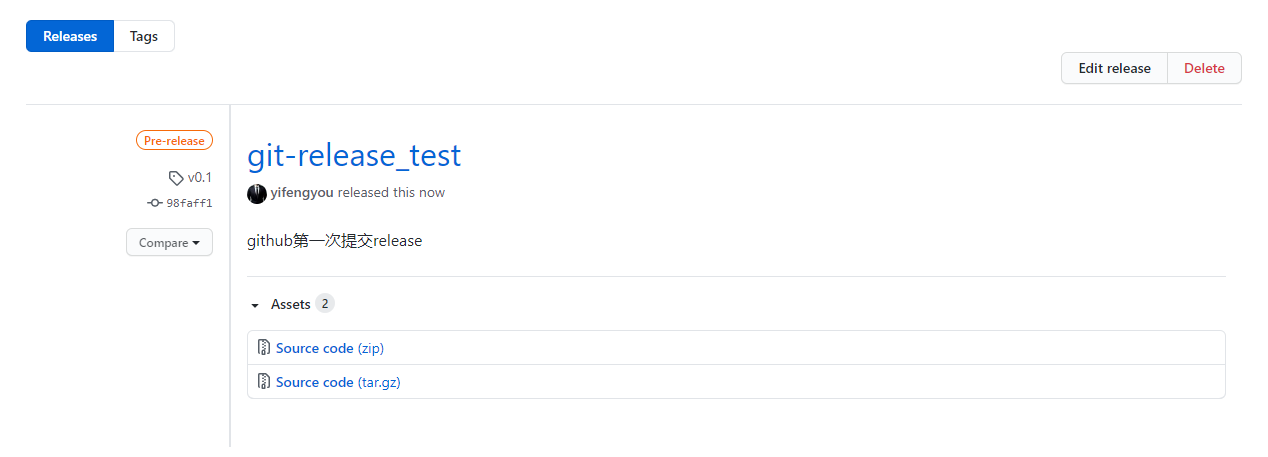 Releases Tags
Edit release Delete
Pre-release
v0.1
98faff1
Compare
git-release_test
yifengyou released this now
github第一次提交release
Assets 2
Source code (zip)
Source code (tar.gz)